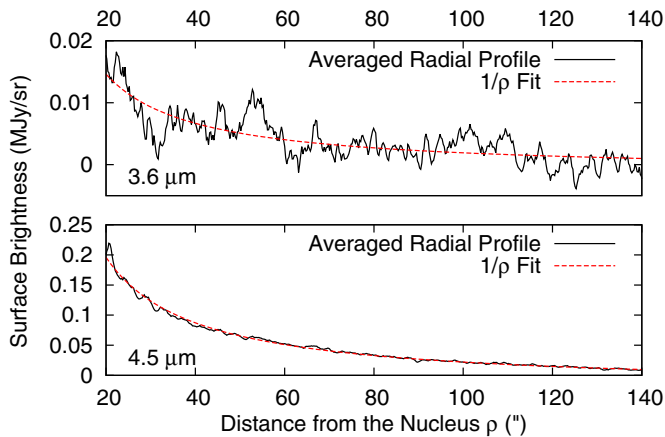 20 40 60 80 100 120 140
0.02
0.01
0
Averaged Radial Profile
1/ρ Fit
3.6 μm
Surface Brightness (MJy/sr)
0.25
0.2
0.15
0.1
0.05
0
Averaged Radial Profile
1/ρ Fit
4.5 μm
20 40 60 80 100 120 140
Distance from the Nucleus ρ (")